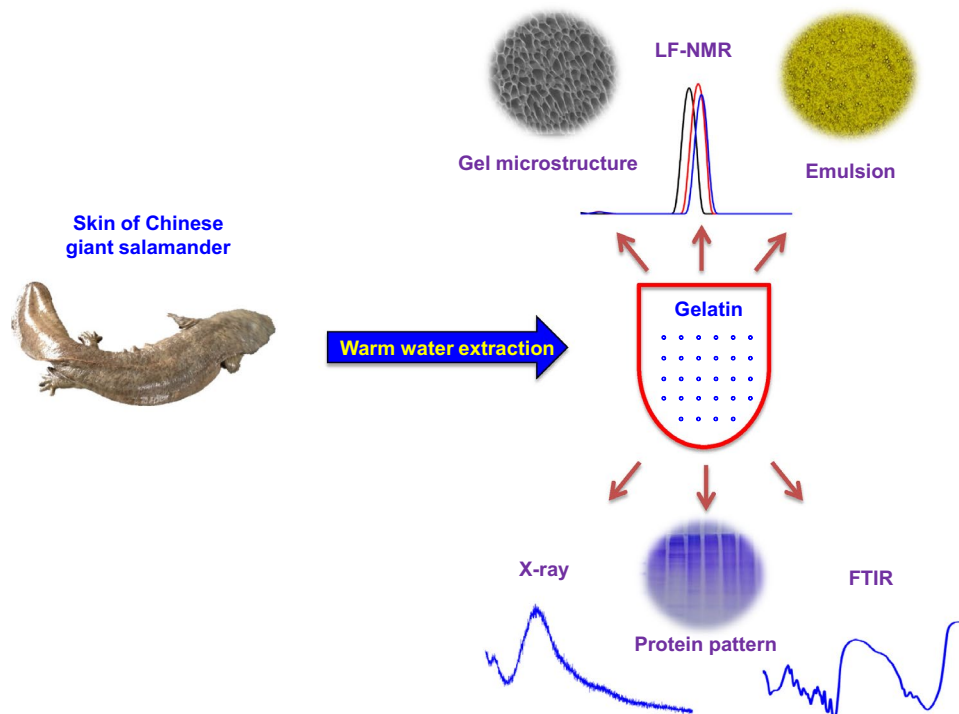 LF-NMR
Gel microstructure
Emulsion
Skin of Chinese
giant salamander
Warm water extraction
Gelatin
X-ray
FTIR
Protein pattern